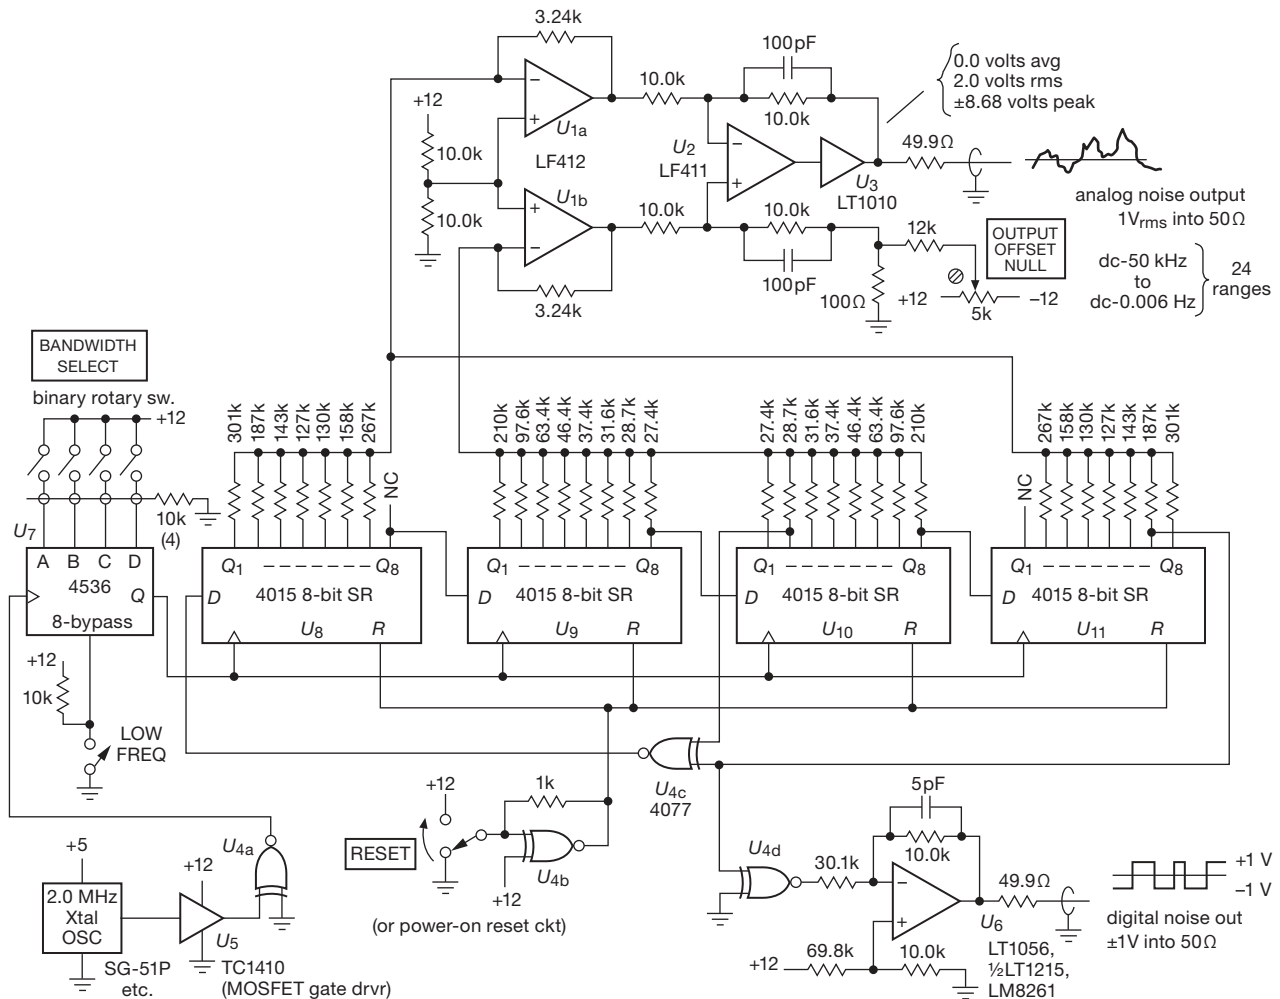 3.24k
100pF
0.0 volts avg
2.0 volts rms
±8.68 volts peak
10.0k
+12
−
+
U1a
10.0k
10.0k
LF412
U2
LF411
−
+
U3
LT1010
49.9Ω
analog noise output
1Vrms into 50Ω
10.0k
+
−
U1b
10.0k
10.0k
100pF
12k
OUTPUT
OFFSET
NULL
100Ω
+12
−12
5k
dc-50 kHz
to
dc-0.006 Hz
24
ranges
3.24k
BANDWIDTH
SELECT
binary rotary sw.
+12
301k
187k
143k
127k
130k
158k
267k
NC
210k
97.6k
63.4k
46.4k
37.4k
31.6k
28.7k
27.4k
27.4k
28.7k
31.6k
37.4k
46.4k
63.4k
97.6k
210k
NC
267k
158k
130k
127k
143k
187k
301k
10k
(4)
U7
A B C D
4536
Q
8-bypass
Q1 Q8
D
4015 8-bit SR
U8
R
Q1 Q8
D
4015 8-bit SR
U9
R
Q1 Q8
D
4015 8-bit SR
U10
R
Q1 Q8
D
4015 8-bit SR
U11
R
+12
10k
LOW
FREQ
U4c
4077
+12
1k
RESET
U4b
+12
(or power-on reset ckt)
+5
2.0 MHz
Xtal
OSC
SG-51P
etc.
+12
U4a
U5
TC1410
(MOSFET gate drvr)
U4d
30.1k
5pF
10.0k
−
+
U6
49.9Ω
LT1056,
½LT1215,
LM8261
+12
69.8k
10.0k
+1 V
−1 V
digital noise out
±1V into 50Ω